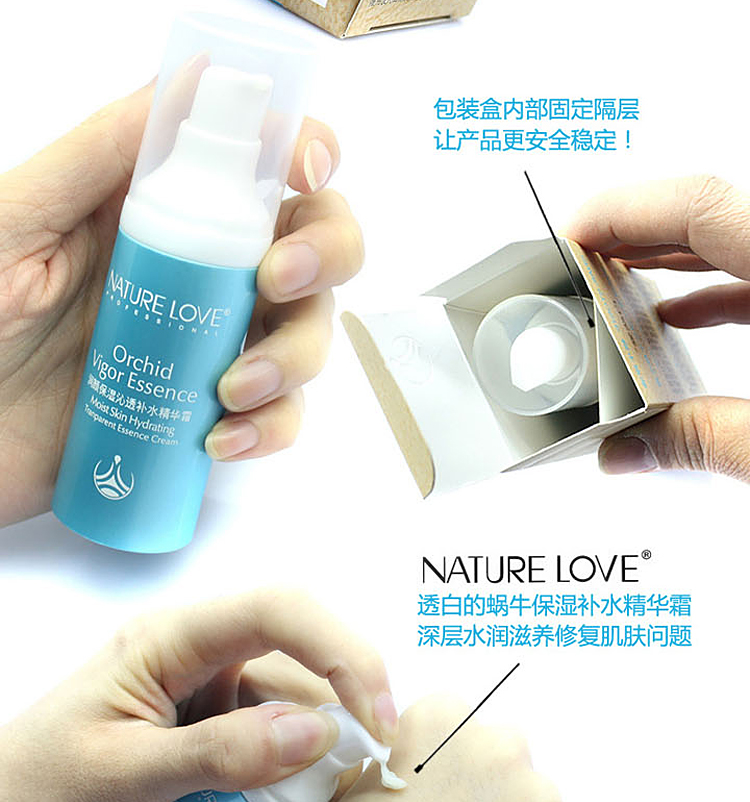 包装盒内部固定隔层
让产品更安全稳定！
NATURE LOVE®
PROFESSIONAL
Orchid
Vigor Essence
润颜保湿沁透补水精华霜
Moist Skin Hydrating
Tranparent Essence Cream
NATURE LOVE®
透白的蜗牛保湿补水精华霜
深层水润滋养修复肌肤问题